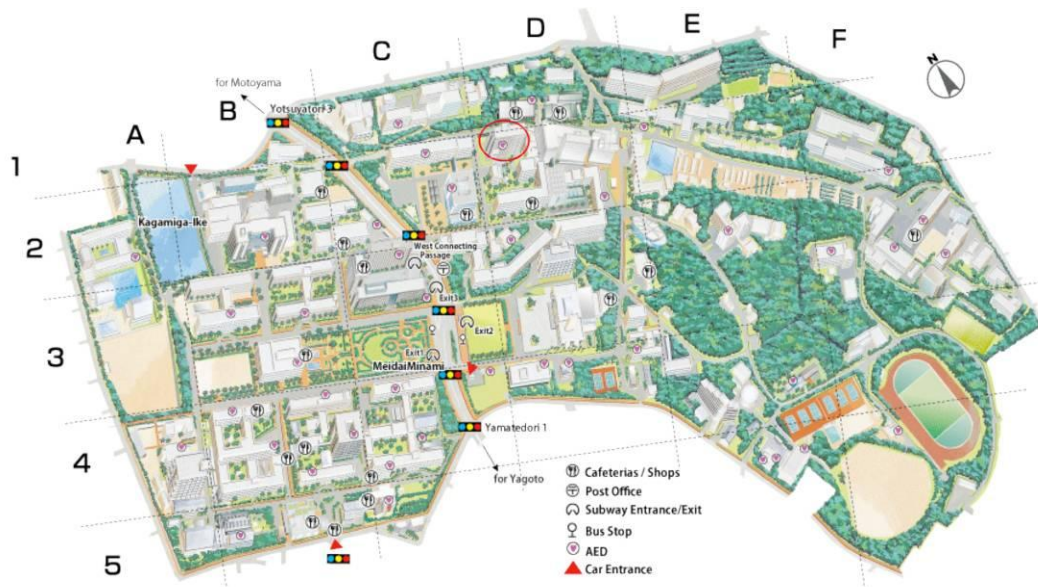 A
B
C
D
E
F
1
2
3
4
5
N
for Motoyama
Yotsuyatori 3
Kagamiga-Ike
West Connecting
Passage
Exit3
Exit2
Exit1
MeidaiMinami
Yamatedori 1
for Yagoto
Cafeterias / Shops
Post Office
Subway Entrance/Exit
Bus Stop
AED
Car Entrance